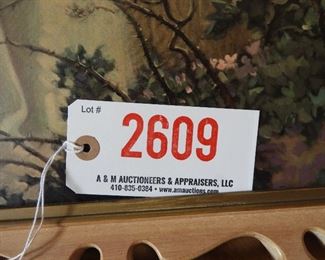 Lot #
2609
A & M AUCTIONEERS & APPRAISERS, LLC
410-835-0384 • www.amauctions.com